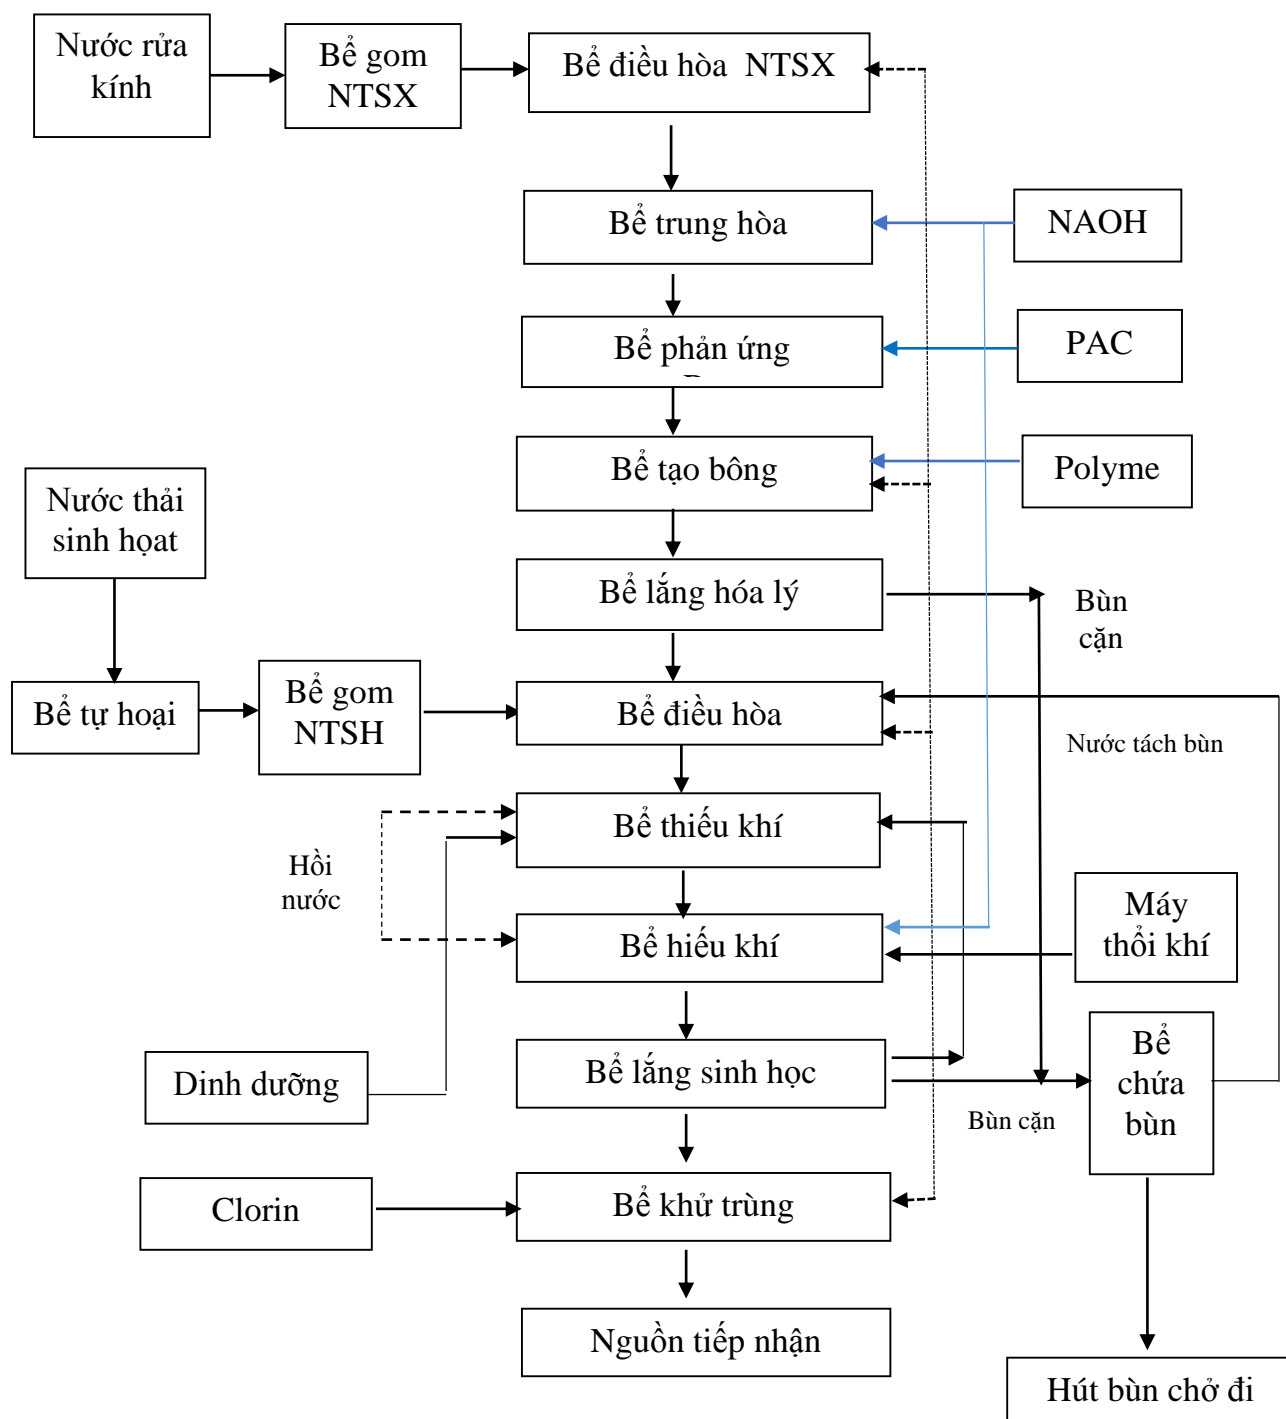 Nước rửa
kính
Bể gom
NTSX
Bể điều hòa NTSX
Bể trung hòa
NAOH
Bể phản ứng
PAC
Bể tạo bông
Polyme
Nước thải
sinh họat
Bể lắng hóa lý
Bùn
cặn
Bể tự hoại
Bể gom
NTSH
Bể điều hòa
Nước tách bùn
Bể thiếu khí
Hồi
nước
Bể hiếu khí
Máy
thổi khí
Dinh dưỡng
Bể lắng sinh học
Bùn cặn
Bể
chứa
bùn
Clorin
Bể khử trùng
Nguồn tiếp nhận
Hút bùn chở đi